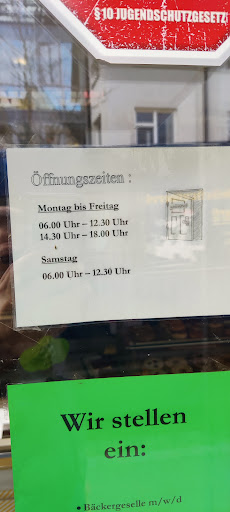 § 10 JUGENDSCHUTZGESETZ
Öffnungszeiten :
Montag bis Freitag
06.00 Uhr – 12.30 Uhr
14.30 Uhr – 18.00 Uhr
Samstag
06.00 Uhr – 12.30 Uhr
Wir stellen
ein:
• Bäckergeselle m/w/d